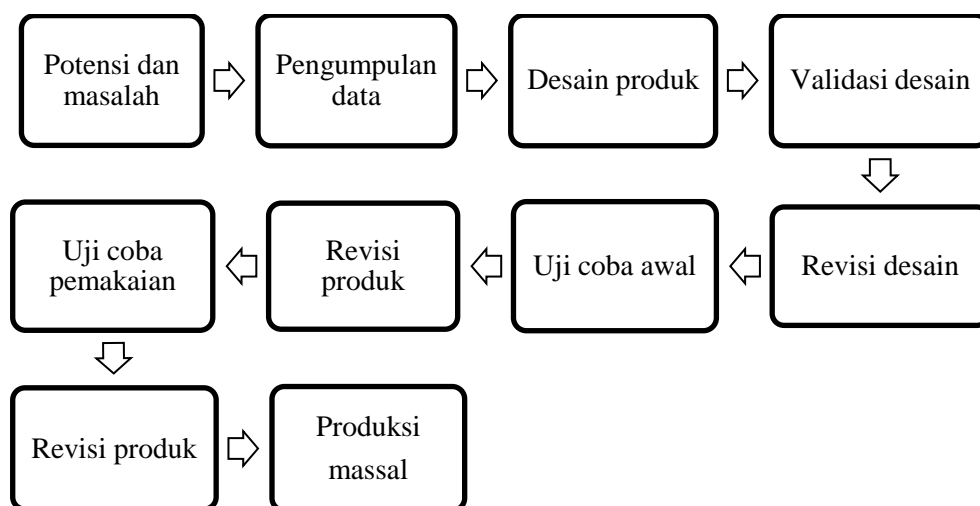 Potensi dan
masalah
Pengumpulan
data
Desain produk
Validasi desain
Revisi desain
Uji coba awal
Revisi
produk
Uji coba
pemakaian
Revisi produk
Produksi
massal